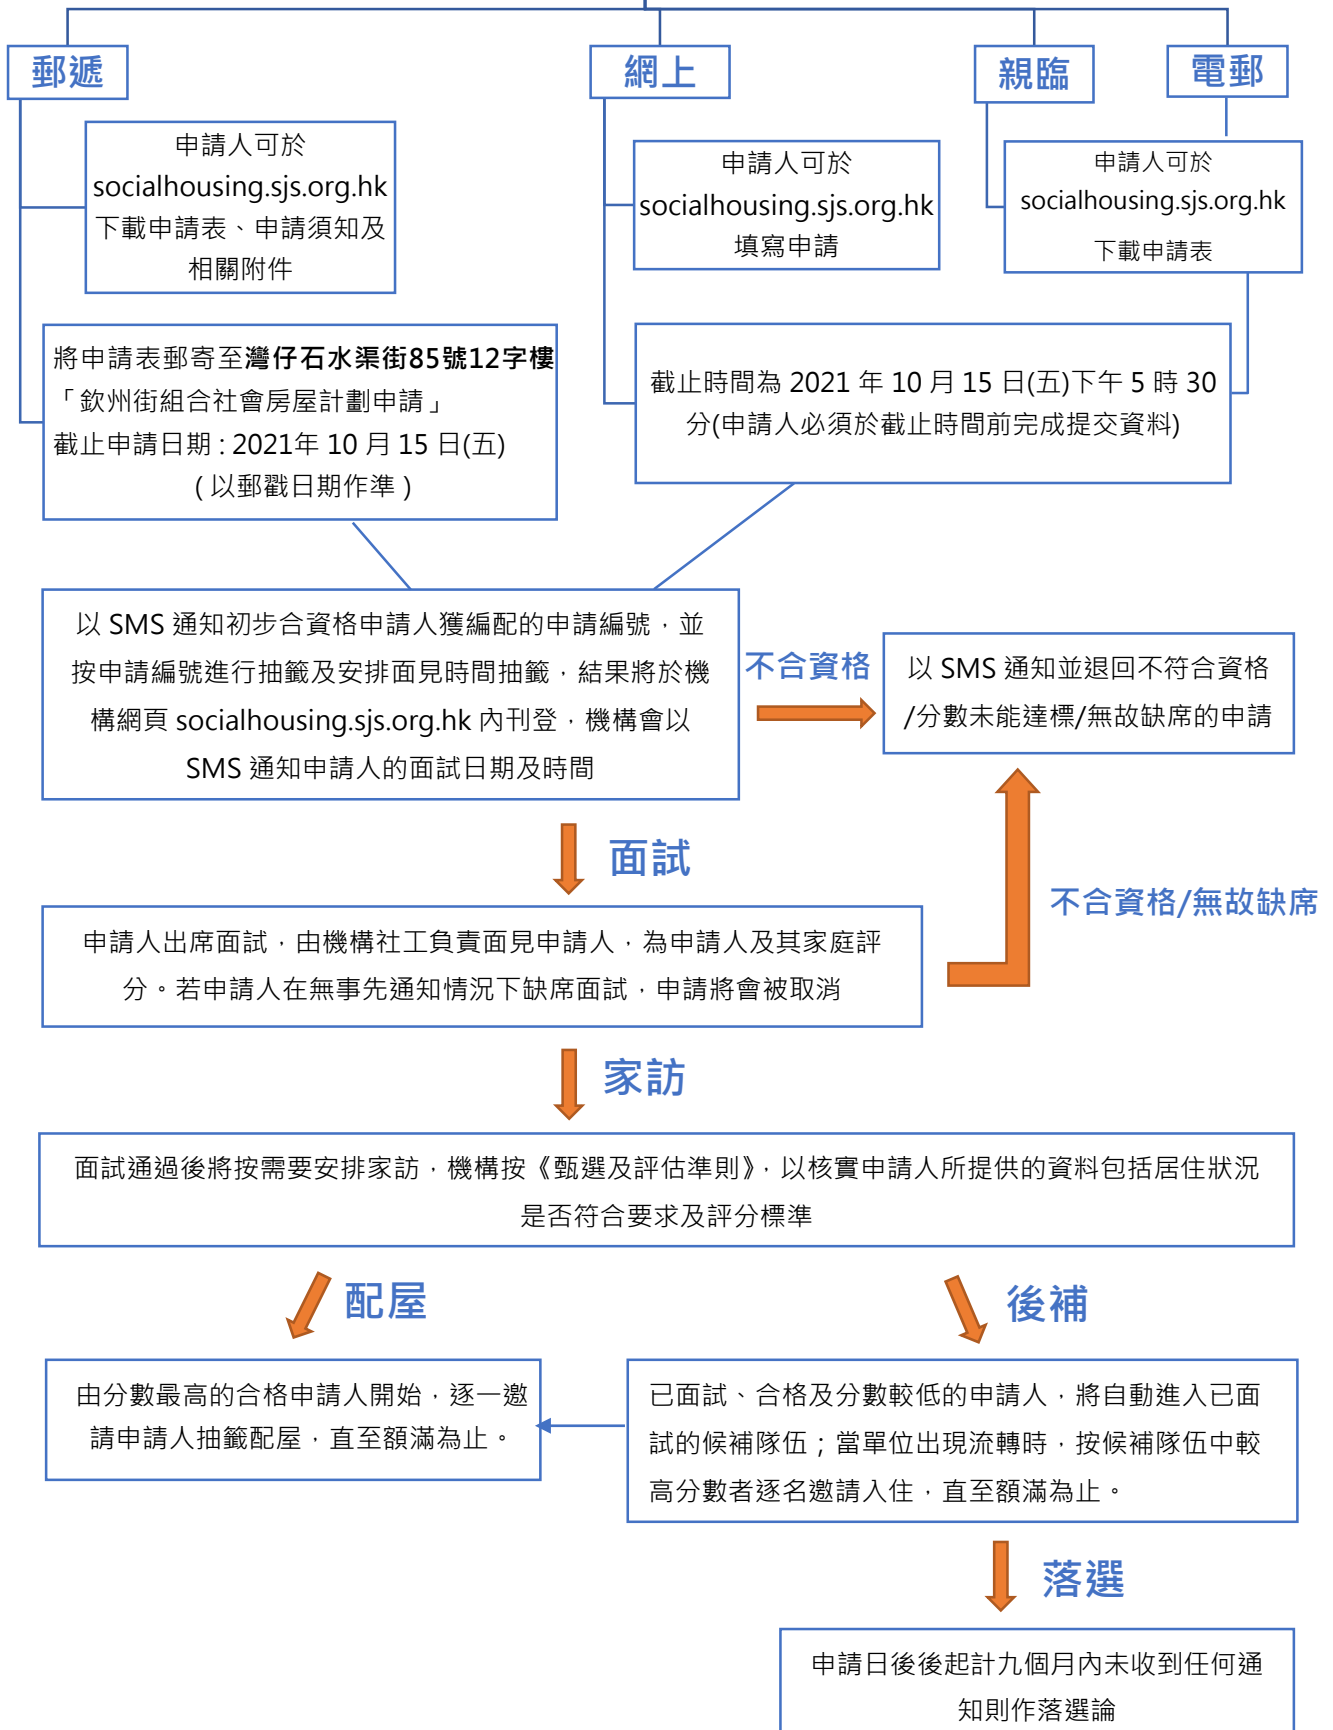 郵遞
網上
親臨
電郵
申請人可於
socialhousing.sjs.org.hk
下載申請表、申請須知及
相關附件
申請人可於
socialhousing.sjs.org.hk
填寫申請
申請人可於
socialhousing.sjs.org.hk
下載申請表
將申請表郵寄至灣仔石水渠街85號12字樓
「欽州街組合社會房屋計劃申請」
截止申請日期 : 2021年 10 月 15 日(五)
( 以郵戳日期作準 )
截止時間為 2021 年 10 月 15 日(五)下午 5 時 30
分(申請人必須於截止時間前完成提交資料)
以 SMS 通知初步合資格申請人獲編配的申請編號，並
按申請編號進行抽籤及安排面見時間抽籤，結果將於機
構網頁 socialhousing.sjs.org.hk 內刊登，機構會以
SMS 通知申請人的面試日期及時間
不合資格
以 SMS 通知並退回不符合資格
/分數未能達標/無故缺席的申請
面試
不合資格/無故缺席
申請人出席面試，由機構社工負責面見申請人，為申請人及其家庭評
分。若申請人在無事先通知情況下缺席面試，申請將會被取消
家訪
面試通過後將按需要安排家訪，機構按《甄選及評估準則》，以核實申請人所提供的資料包括居住狀況
是否符合要求及評分標準
配屋
後補
由分數最高的合格申請人開始，逐一邀
請申請人抽籤配屋，直至額滿為止。
已面試、合格及分數較低的申請人，將自動進入已面
試的候補隊伍；當單位出現流轉時，按候補隊伍中較
高分數者逐名邀請入住，直至額滿為止。
落選
申請日後後起計九個月內未收到任何通
知則作落選論